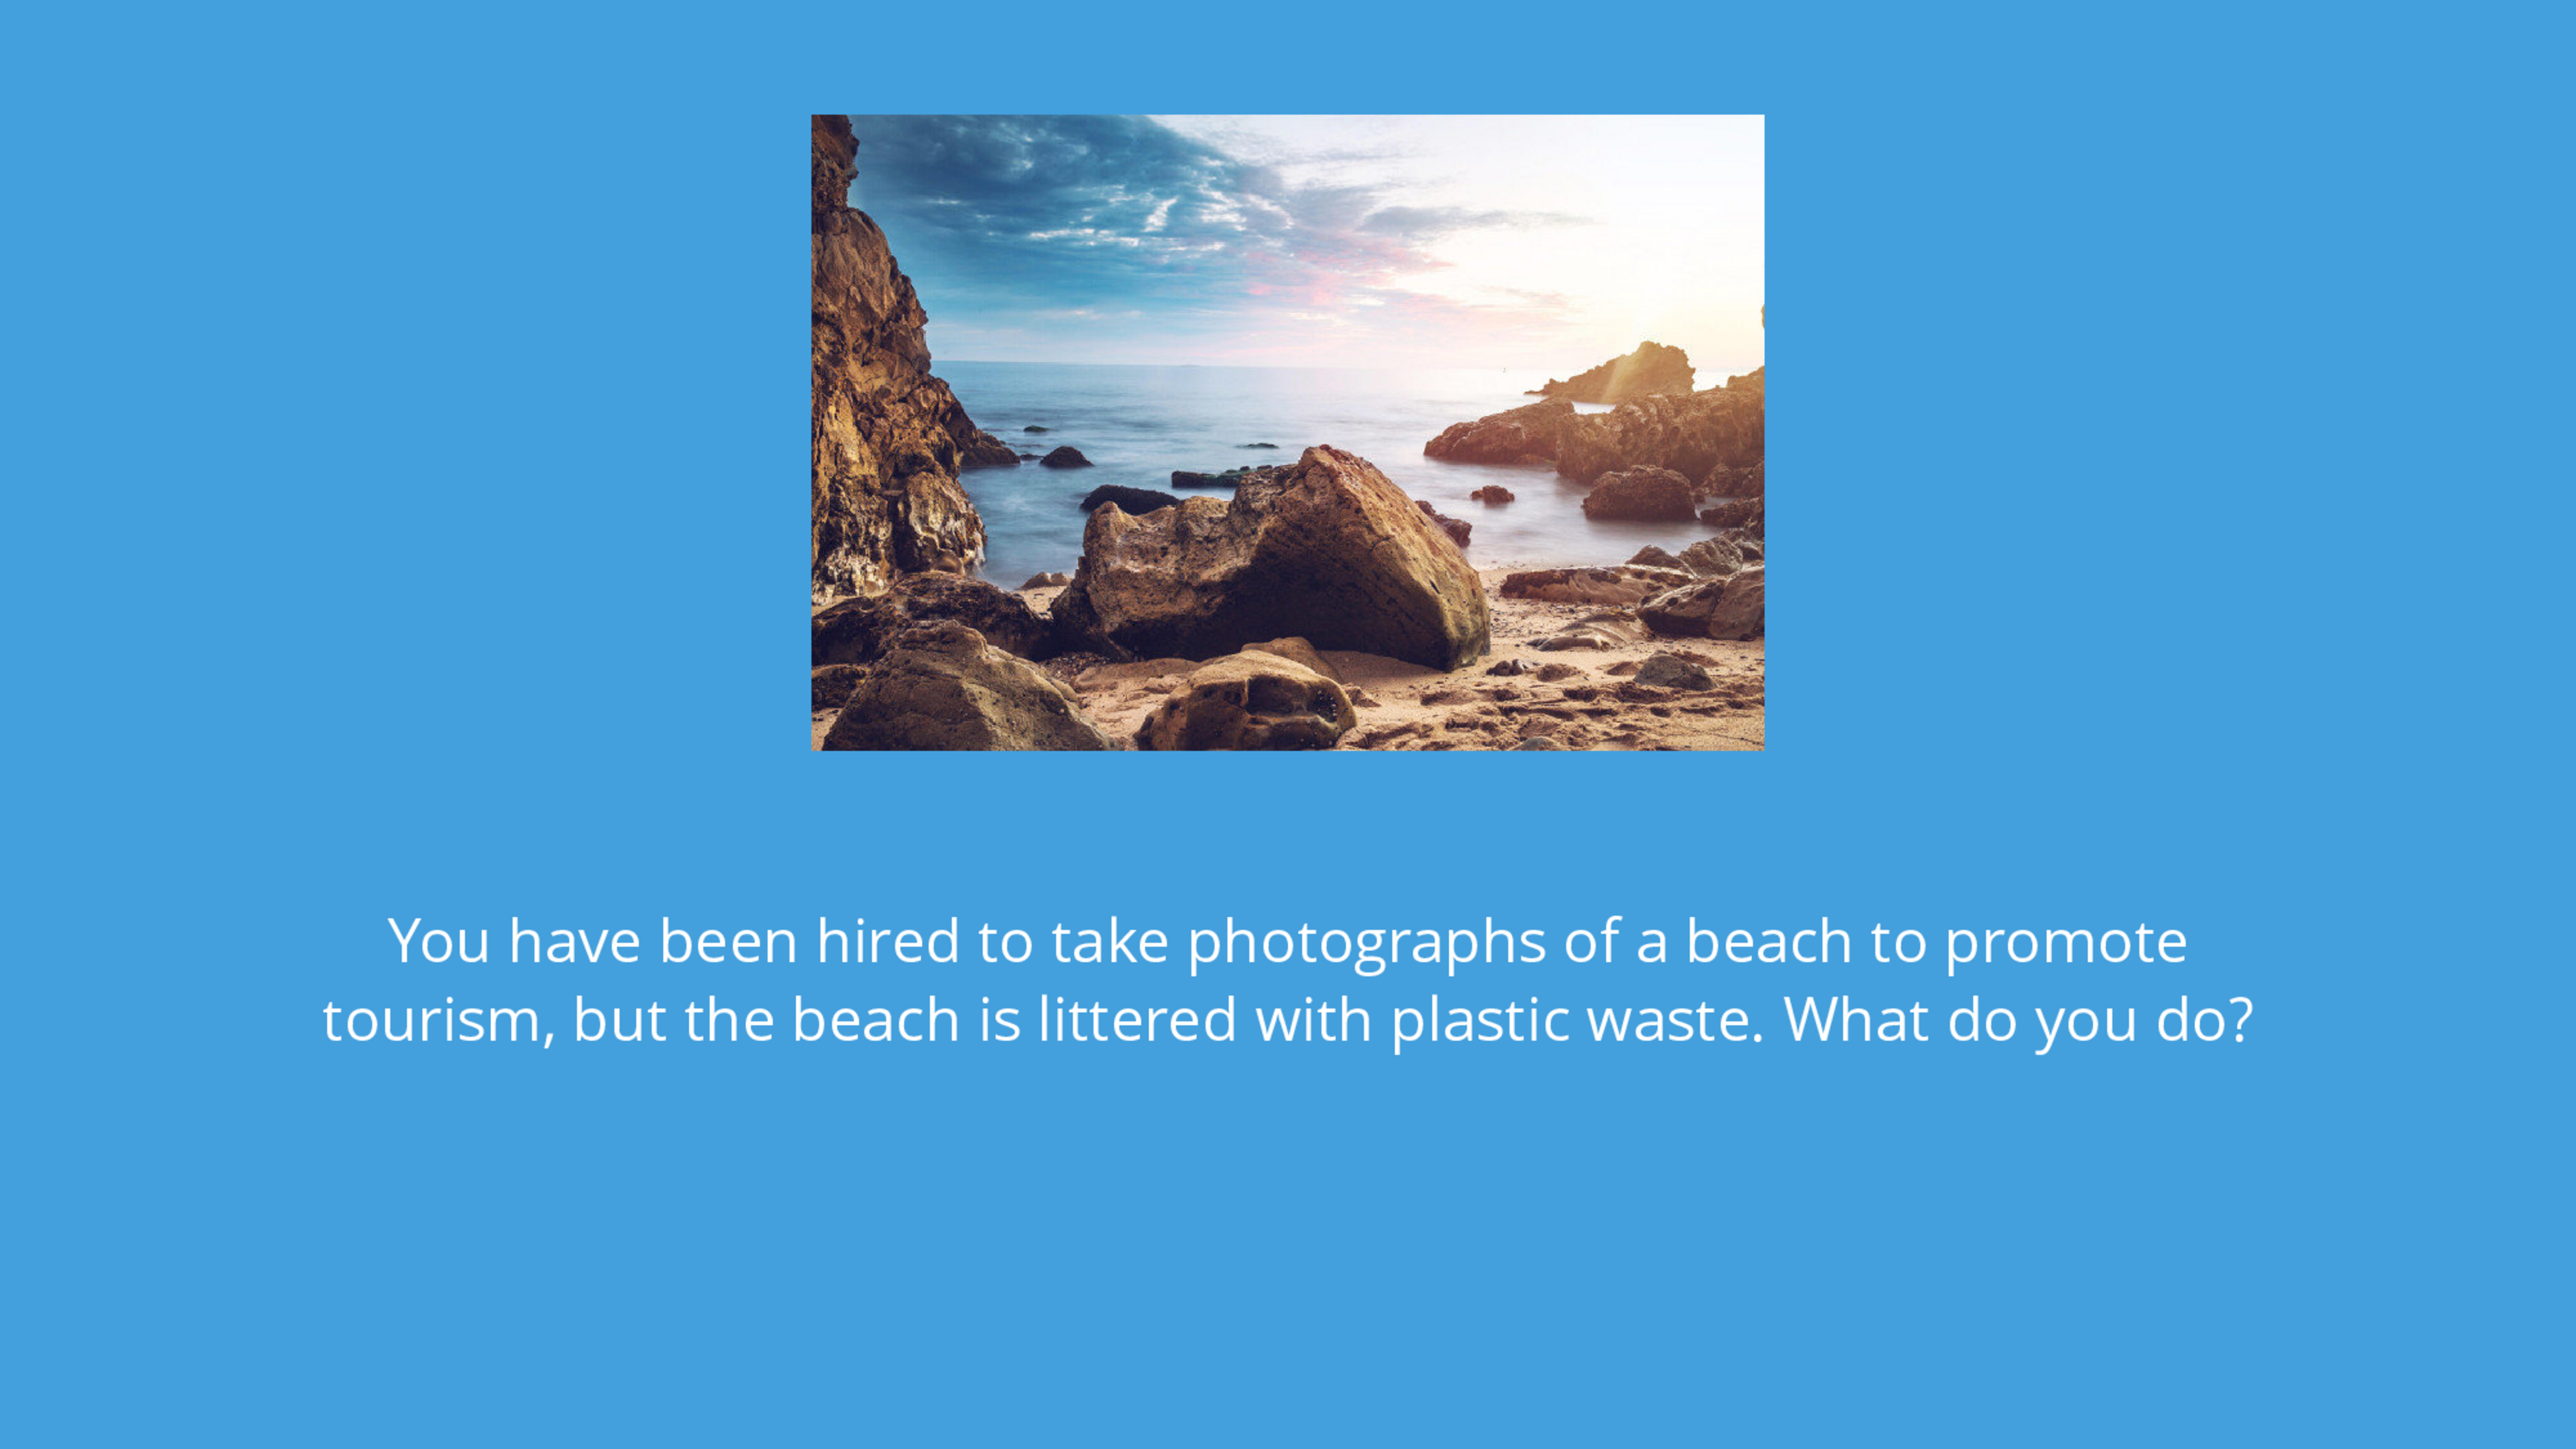 You have been hired to take photographs of a beach to promote
tourism, but the beach is littered with plastic waste. What do you do?